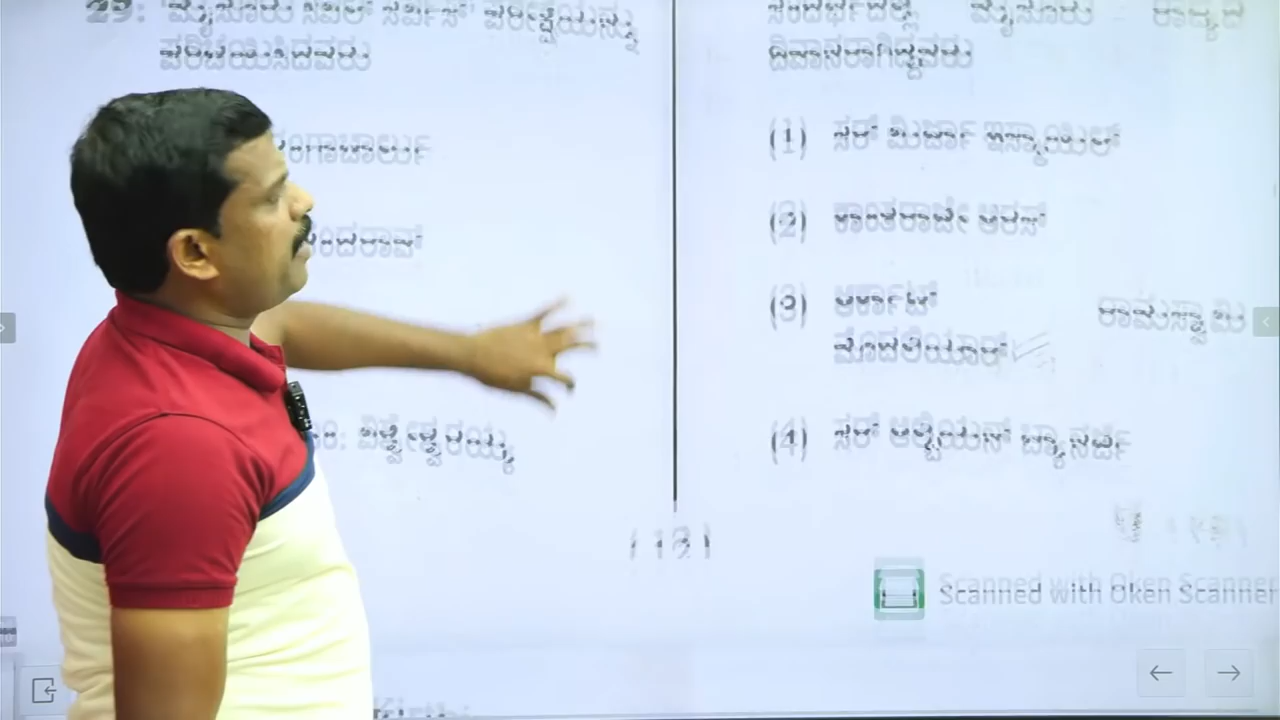 29: 'ಮೈಸೂರು ಸಿವಿಲ್ ಸರ್ವಿಸ್' ಪರೀಕ್ಷೆಯನ್ನು
ಪರಿಚಯಿಸಿದವರು
ರಂಗಾಚಾರ್ಲು
ನಂದರಾವ್
ವಿಶ್ವೇಶ್ವರಯ್ಯ
ಸಂದರ್ಭದಲ್ಲಿ ಮೈಸೂರು ರಾಜ್ಯದ
ದಿವಾನರಾಗಿದ್ದವರು
(1) ಸರ್ ಮಿರ್ಜಾ ಇಸ್ಮಾಯಿಲ್
(2) ಕಾಂತರಾಜೇ ಅರಸ್
(3) ಆರ್ಕಾಟ್ ರಾಮಸ್ವಾಮಿ
ಮೊದಲಿಯಾರ್
(4) ಸರ್ ಆಲ್ಬಿಯನ್ ಬ್ಯಾನರ್ಜಿ
Scanned with Oken Scanner